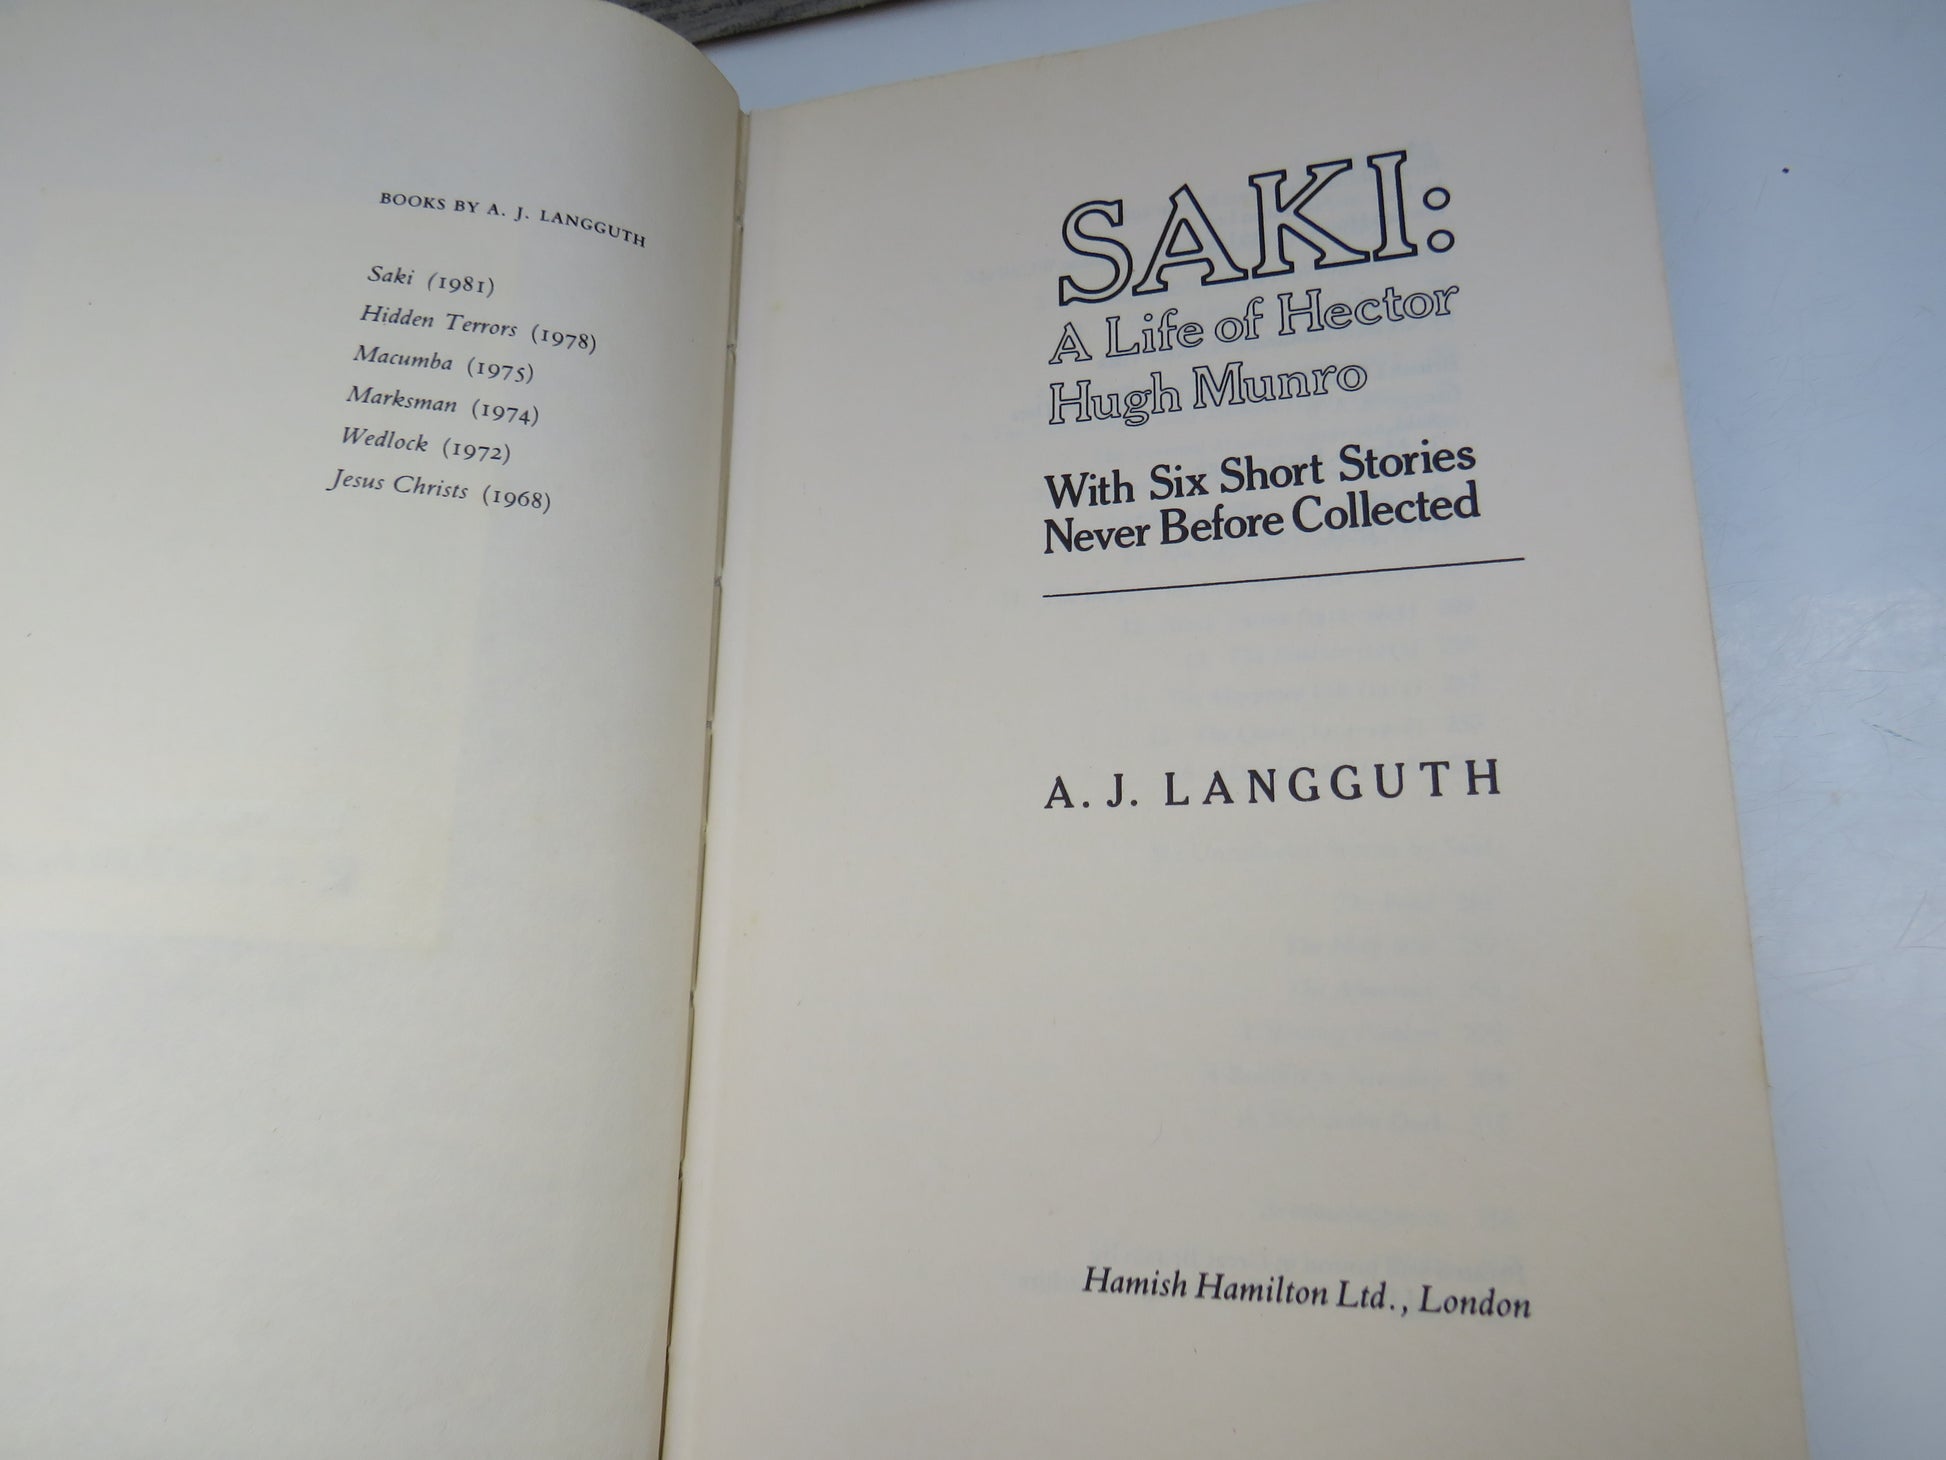 BOOKS BY A. J. LANGGUTH
Saki (1981)
Hidden Terrors (1978)
Macumba (1975)
Marksman (1974)
Wedlock (1972)
Jesus Christs (1968)
SAKI:
A Life of Hector
Hugh Munro
With Six Short Stories
Never Before Collected
A. J. LANGGUTH
Hamish Hamilton Ltd., London